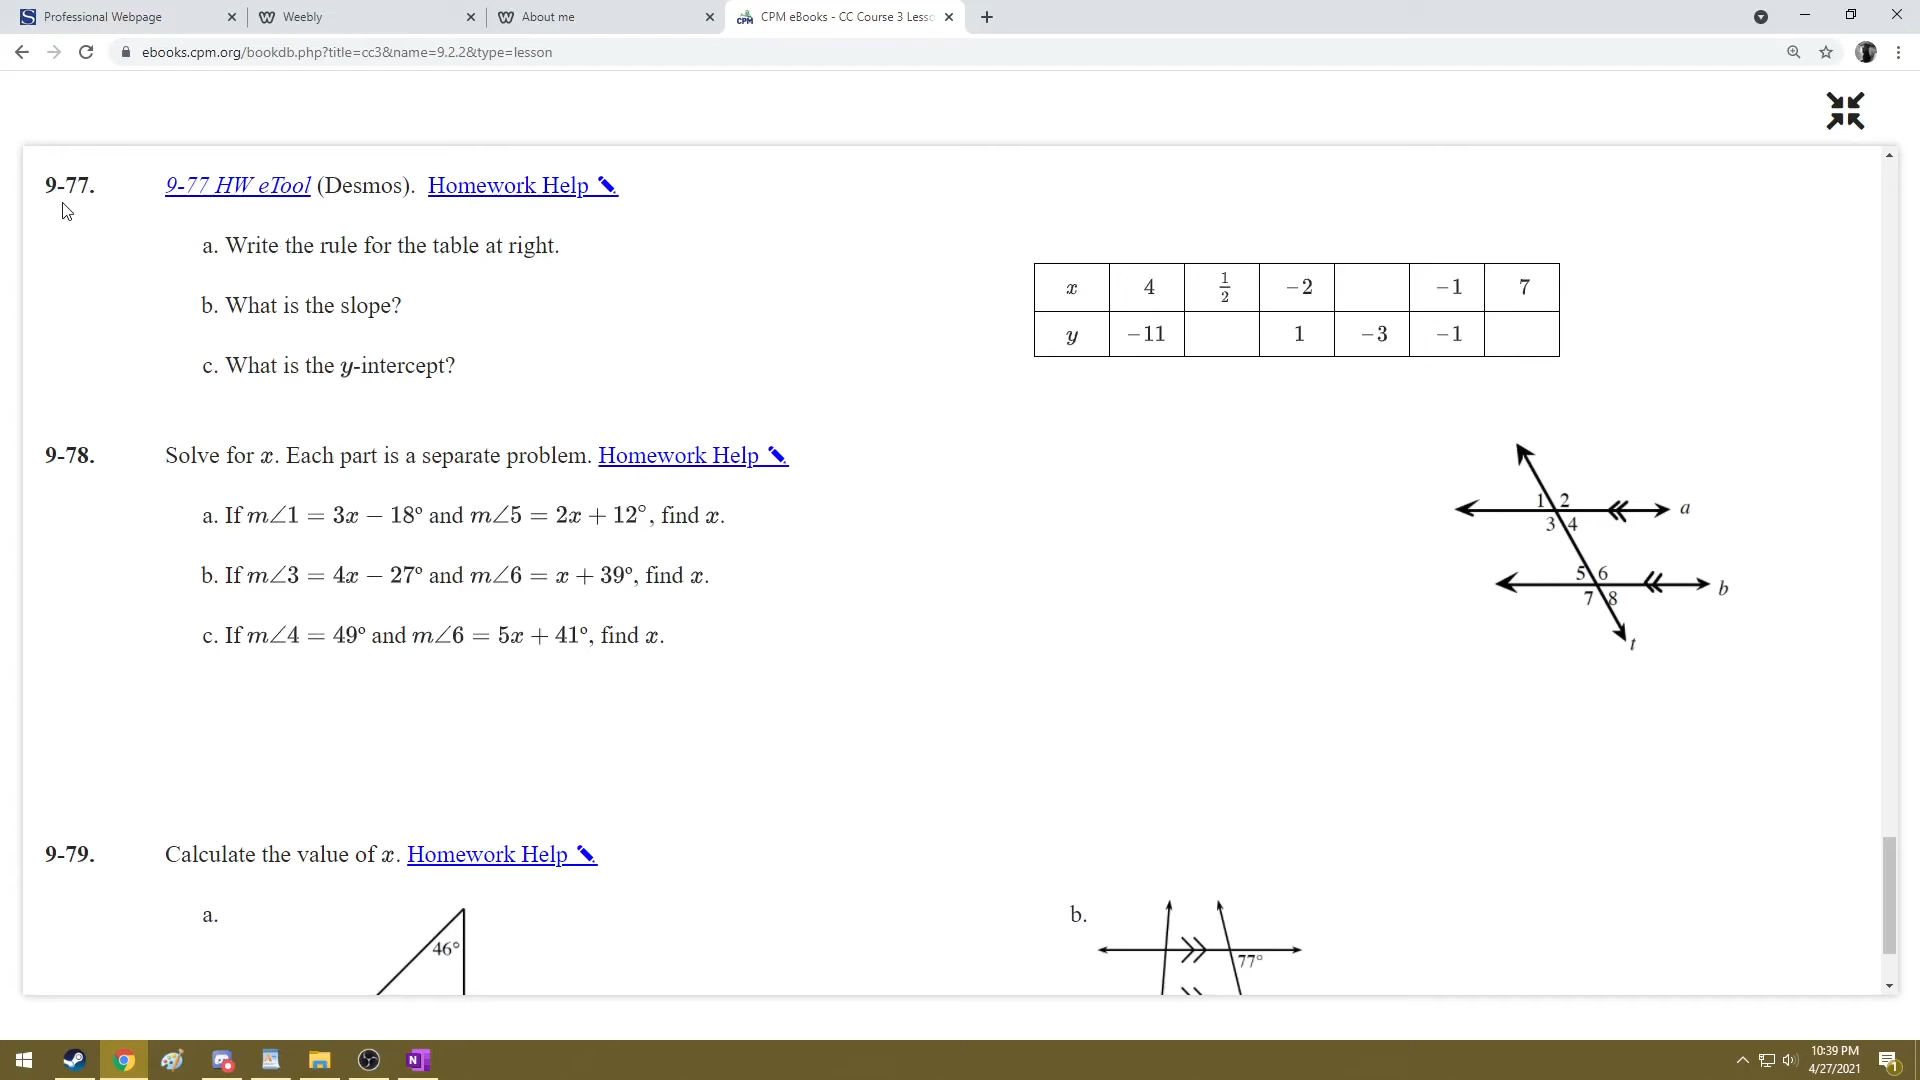 Professional Webpage
Weebly
About me
CPM eBooks - CC Course 3 Lesso
ebooks.cpm.org/bookdb.php?title=cc3&name=9.2.2&type=lesson
9-77. 9-77 HW eTool (Desmos). Homework Help
a. Write the rule for the table at right.
b. What is the slope?
c. What is the y-intercept?
x 4 1/2 −2 −1 7
y −11 1 −3 −1
9-78. Solve for x. Each part is a separate problem. Homework Help
a. If m∠1 = 3x − 18º and m∠5 = 2x + 12°, find x.
b. If m∠3 = 4x − 27º and m∠6 = x + 39º, find x.
c. If m∠4 = 49º and m∠6 = 5x + 41º, find x.
1 2
a
3 4
5 6
b
7 8
t
9-79. Calculate the value of x. Homework Help
a.
46°
b.
77°
10:39 PM
4/27/2021
1